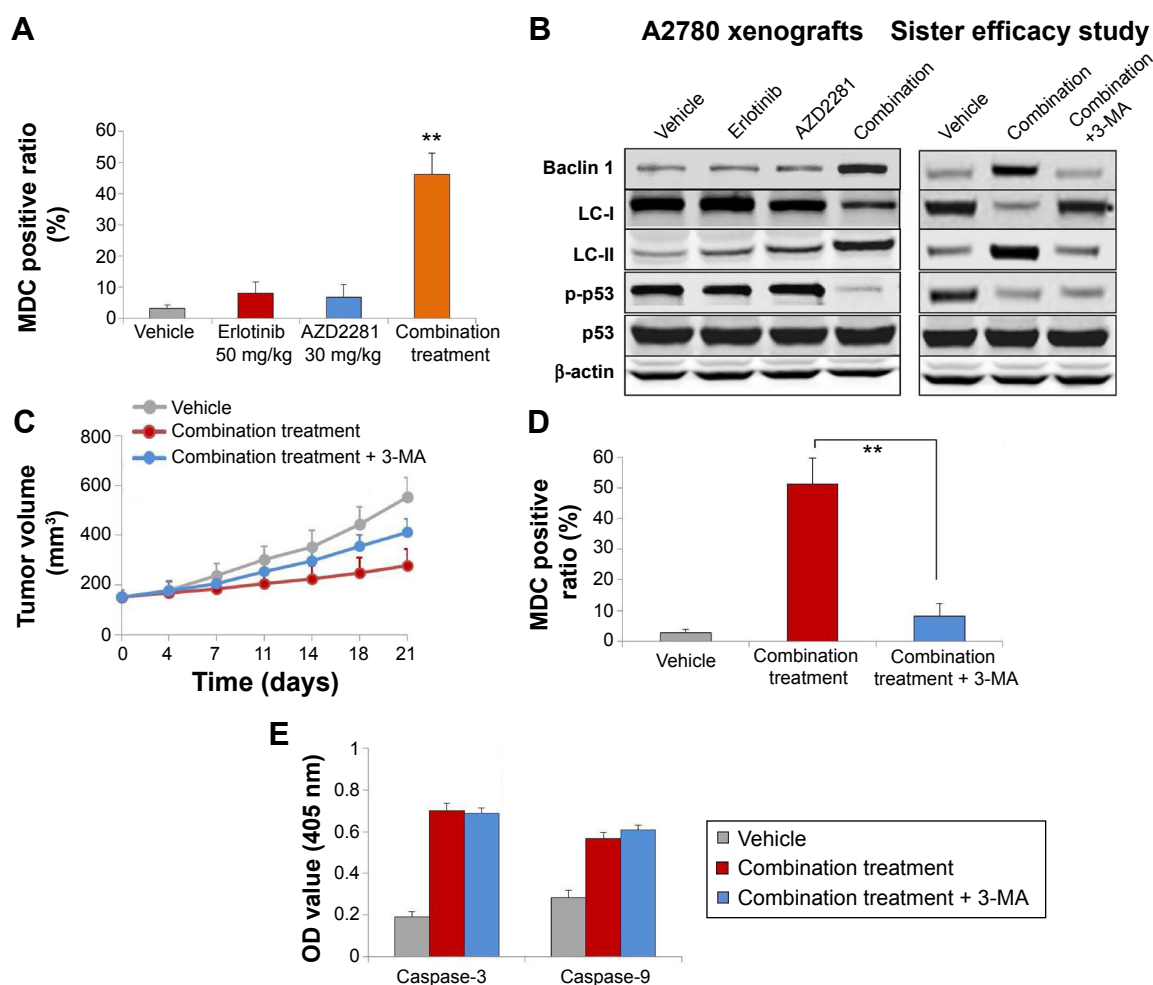 A
MDC positive ratio
(%)
60
50
40
30
20
10
0
**
Vehicle
Erlotinib
50 mg/kg
AZD2281
30 mg/kg
Combination
treatment
B
A2780 xenografts
Sister efficacy study
Vehicle
Erlotinib
AZD2281
Combination
Vehicle
Combination
Combination
+3-MA
Baclin 1
LC-I
LC-II
p-p53
p53
β-actin
C
Vehicle
Combination treatment
Combination treatment + 3-MA
Tumor volume
(mm³)
800
600
400
200
0
0 4 7 11 14 18 21
Time (days)
D
MDC positive
ratio (%)
60
50
40
30
20
10
0
**
Vehicle
Combination
treatment
Combination
treatment + 3-MA
E
OD value (405 nm)
1
0.8
0.6
0.4
0.2
0
Caspase-3
Caspase-9
Vehicle
Combination treatment
Combination treatment + 3-MA